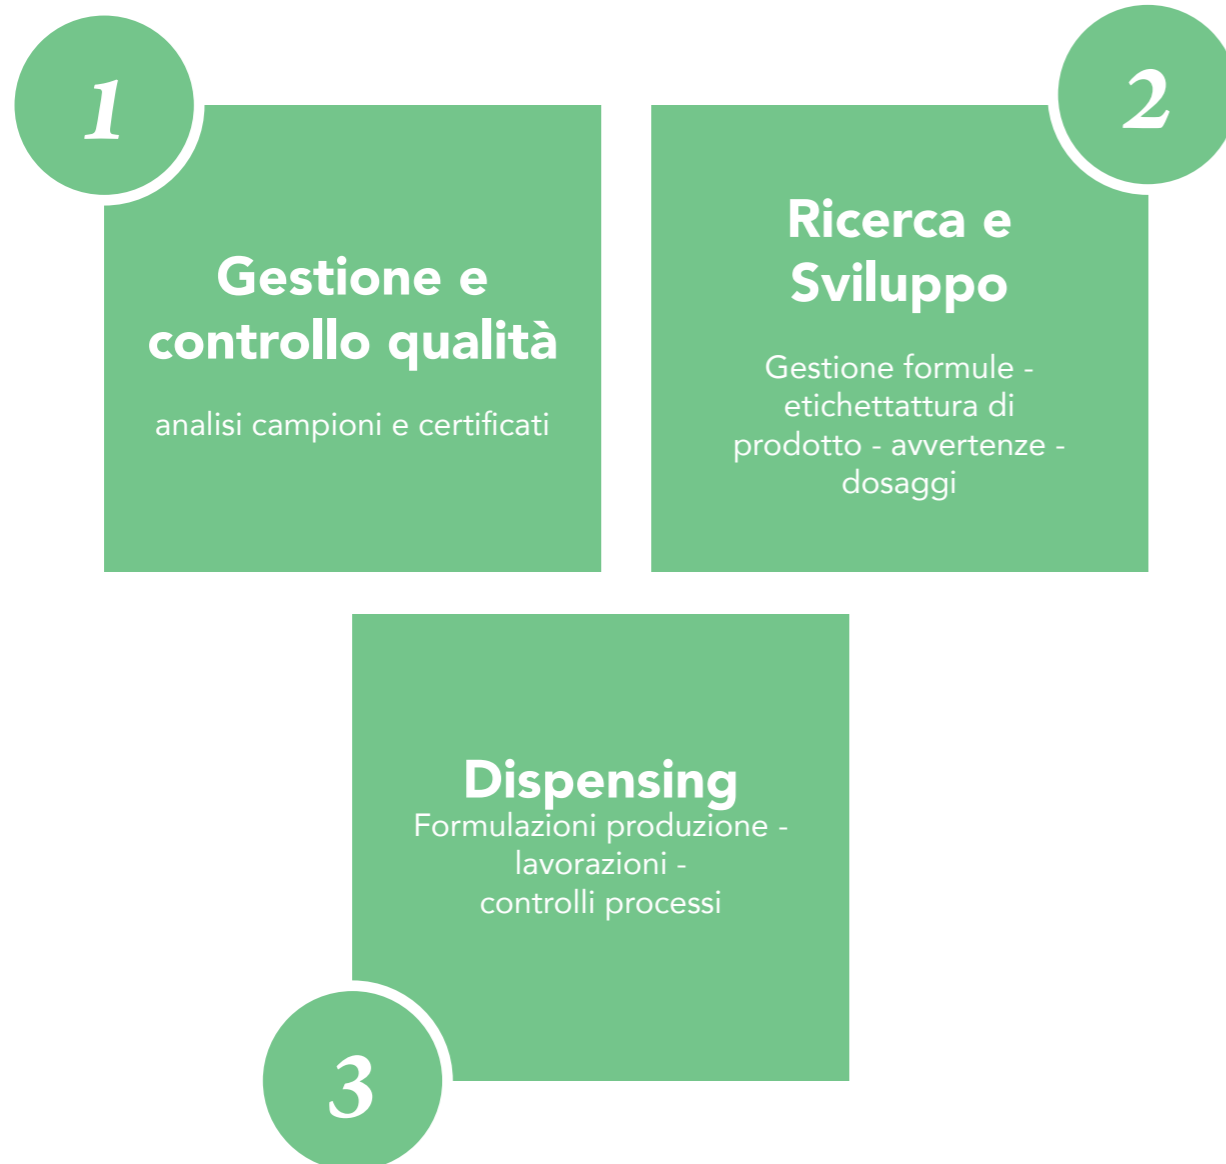 1
Gestione e
controllo qualità
analisi campioni e certificati
2
Ricerca e
Sviluppo
Gestione formule -
etichettattura di
prodotto - avvertenze -
dosaggi
Dispensing
Formulazioni produzione -
lavorazioni -
controlli processi
3